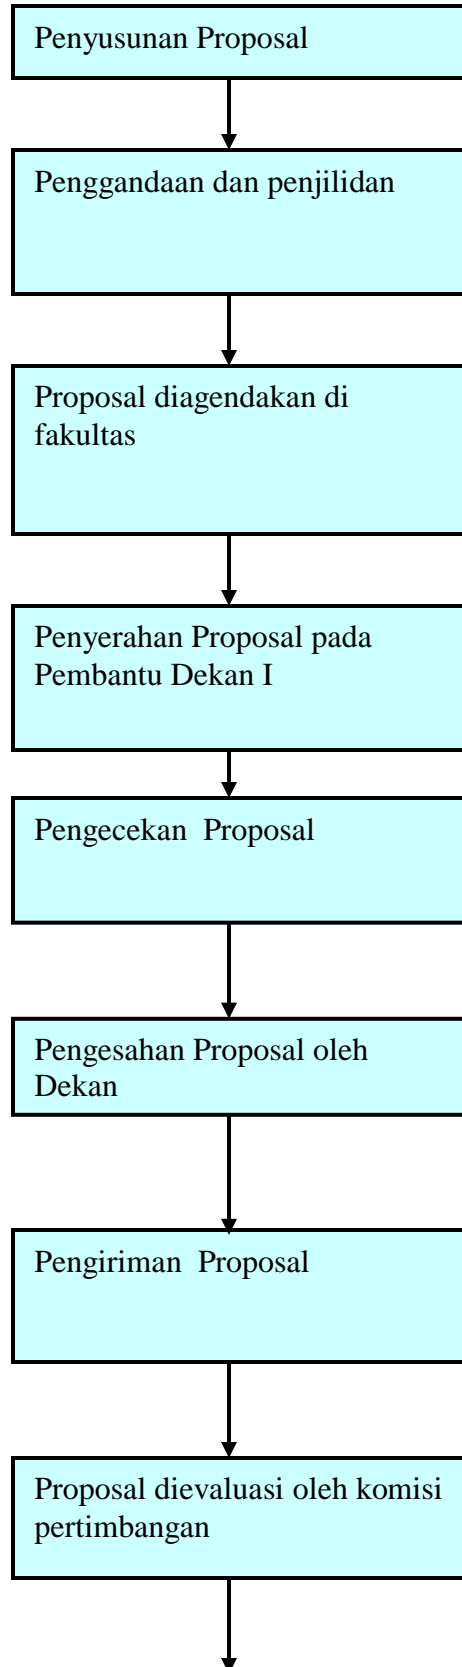 Penyusunan Proposal
Penggandaan dan penjilidan
Proposal diagendakan di
fakultas
Penyerahan Proposal pada
Pembantu Dekan I
Pengecekan  Proposal
Pengesahan Proposal oleh
Dekan
Pengiriman  Proposal
Proposal dievaluasi oleh komisi
pertimbangan